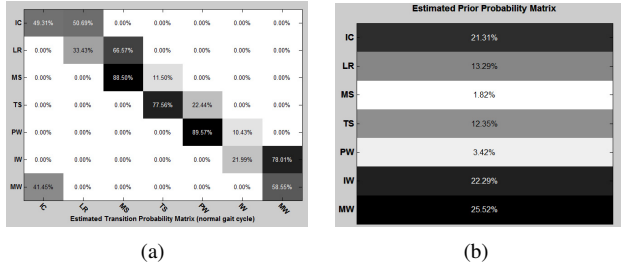 IC 49.31% 50.69% 0.00% 0.00% 0.00% 0.00% 0.00%
LR 0.00% 33.43% 66.57% 0.00% 0.00% 0.00% 0.00%
MS 0.00% 0.00% 88.50% 11.50% 0.00% 0.00% 0.00%
TS 0.00% 0.00% 0.00% 77.56% 22.44% 0.00% 0.00%
PW 0.00% 0.00% 0.00% 0.00% 89.57% 10.43% 0.00%
IW 0.00% 0.00% 0.00% 0.00% 0.00% 21.99% 78.01%
MW 41.45% 0.00% 0.00% 0.00% 0.00% 0.00% 58.55%
IC LR MS TS PW IW MW
Estimated Transition Probability Matrix (normal gait cycle)
(a)
Estimated Prior Probability Matrix
IC 21.31%
LR 13.29%
MS 1.82%
TS 12.35%
PW 3.42%
IW 22.29%
MW 25.52%
(b)